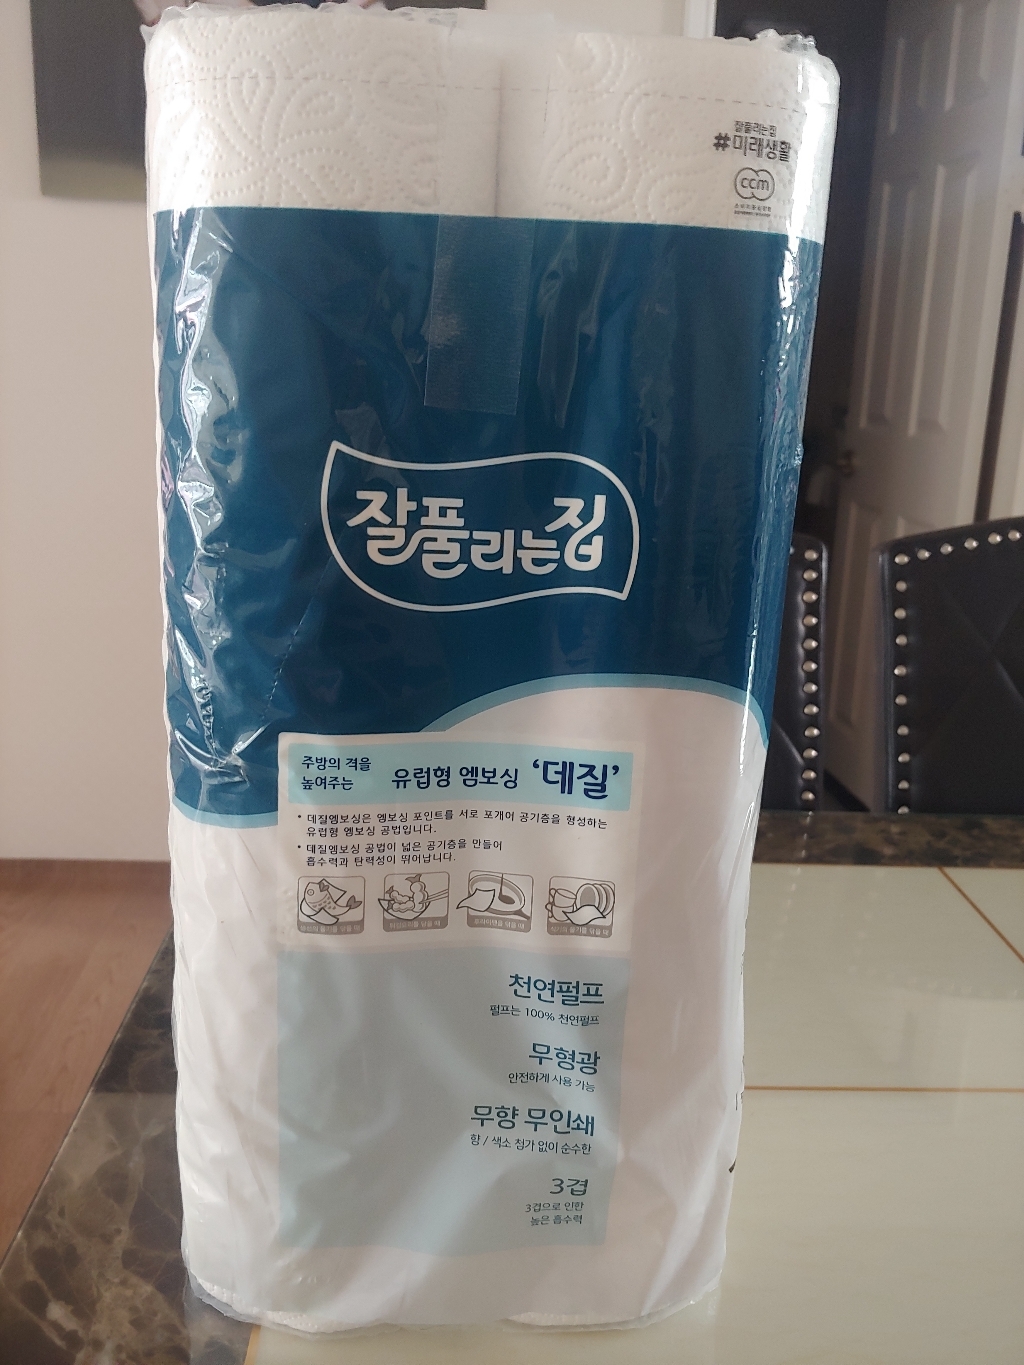 잘풀리는집
#미래생활
ccm
잘풀리는집
주방의 격을
높여주는
유럽형 엠보싱 ‘데질’
• 데질엠보싱은 엠보싱 포인트를 서로 포개어 공기층을 형성하는
유럽형 엠보싱 공법입니다.
• 데질엠보싱 공법이 넓은 공기층을 만들어
흡수력과 탄력성이 뛰어납니다.
천연펄프
펄프는 100% 천연펄프
무형광
안전하게 사용 가능
무향 무인쇄
향 / 색소 첨가 없이 순수한
3겹
3겹으로 인한
높은 흡수력